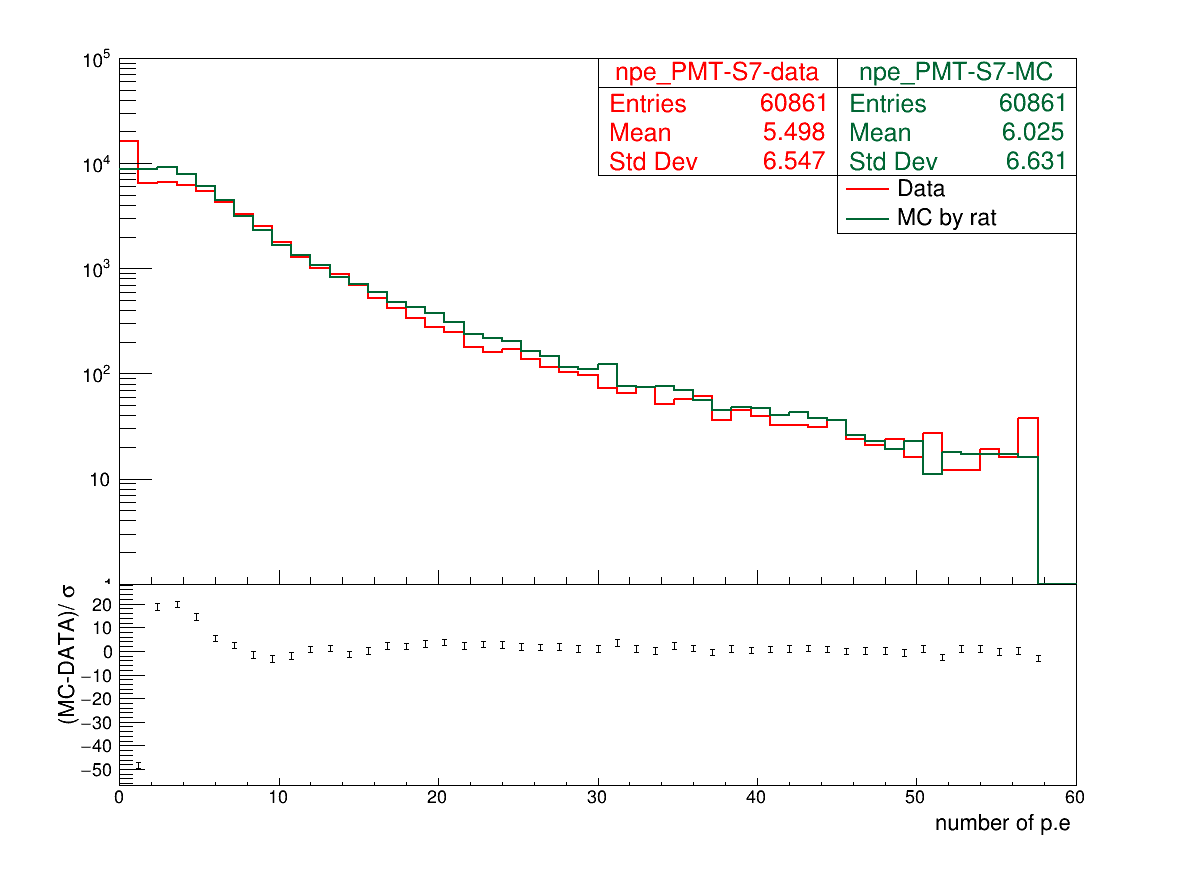 10^5
npe_PMT-S7-data
npe_PMT-S7-MC
Entries 60861
Entries 60861
Mean 5.498
Mean 6.025
Std Dev 6.547
Std Dev 6.631
Data
MC by rat
10^4
10^3
10^2
10
20
10
0
−10
−20
−30
−40
−50
(MC-DATA)/ σ
0 10 20 30 40 50 60
number of p.e